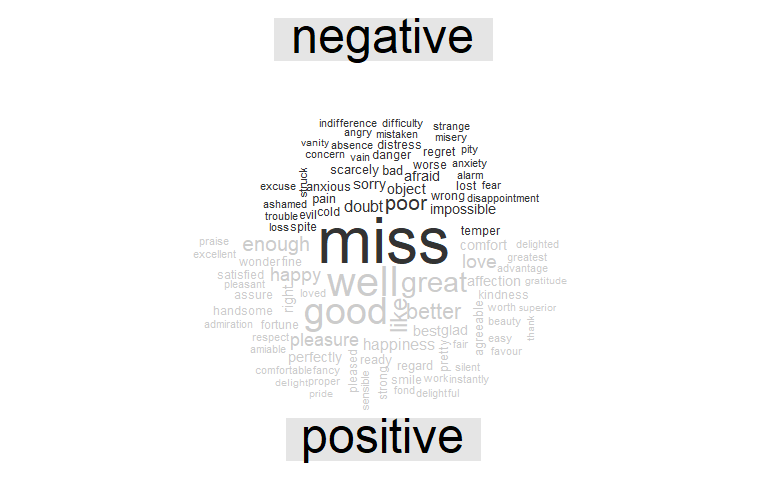 negative
indifference difficulty strange
angry mistaken misery
vanity absence distress regret pity
concern vain danger worse anxiety
scarcely bad afraid alarm
struck
excuse anxious sorry object lost fear
ashamed pain doubt poor wrong disappointment
trouble evil cold impossible
loss spite miss temper
praise enough comfort delighted
excellent wonder fine love greatest
satisfied happy well great affection advantage
pleasant gratitude
assure right loved kindness
handsome good like better worth superior
admiration fortune agreeable beauty thank
respect pleasure best glad easy
amiable happiness pretty fair favour
perfectly ready regard silent
comfortable fancy pleased strong smile work instantly
delight proper sensible fond delightful
pride
positive